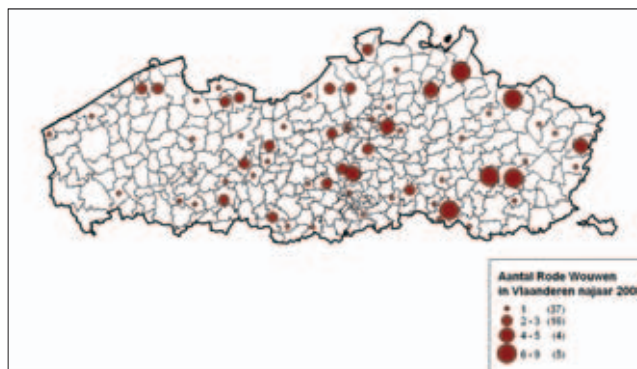 Aantal Rode Wouwen
in Vlaanderen najaar 200
1 (37)
2 - 3 (16)
4 - 5 (4)
6 - 9 (5)